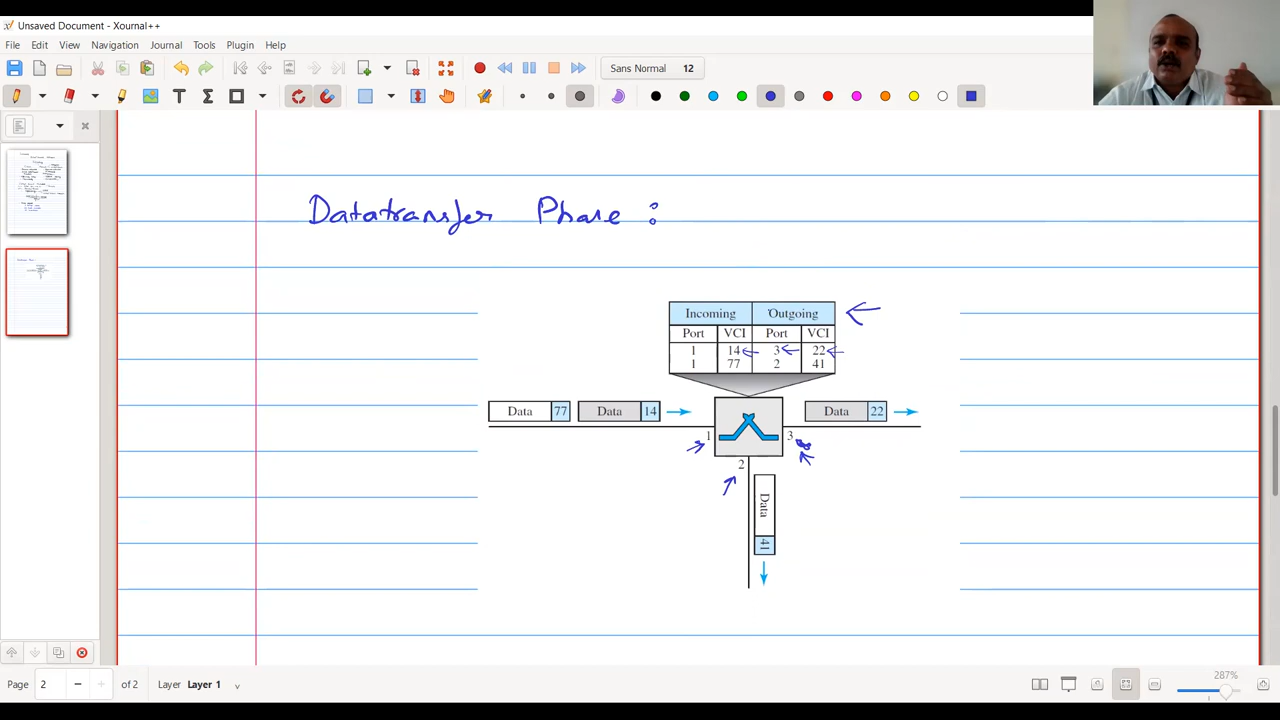 Unsaved Document - Xournal++
File Edit View Navigation Journal Tools Plugin Help
Sans Normal 12
Datatransfer Phase :
Incoming Outgoing
Port VCI Port VCI
1 14 3 22
1 77 2 41
Data 77 Data 14 Data 22
1 3
2
Data 41
Page 2 of 2 Layer Layer 1 287%